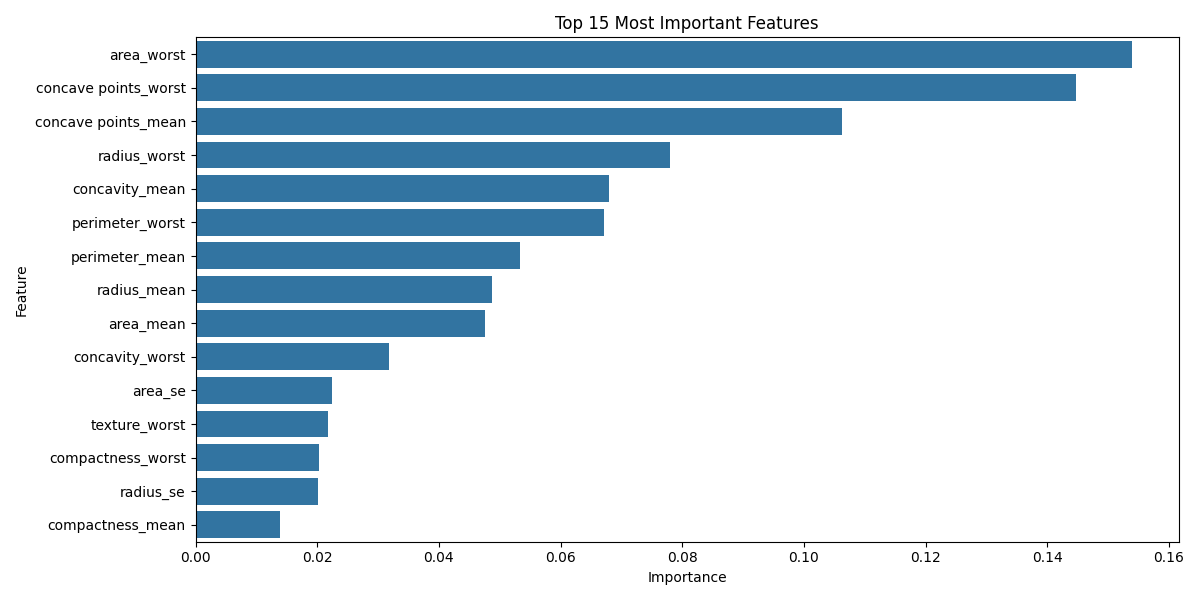 Top 15 Most Important Features
area_worst
concave points_worst
concave points_mean
radius_worst
concavity_mean
perimeter_worst
perimeter_mean
radius_mean
area_mean
concavity_worst
area_se
texture_worst
compactness_worst
radius_se
compactness_mean
Feature
0.00 0.02 0.04 0.06 0.08 0.10 0.12 0.14 0.16
Importance